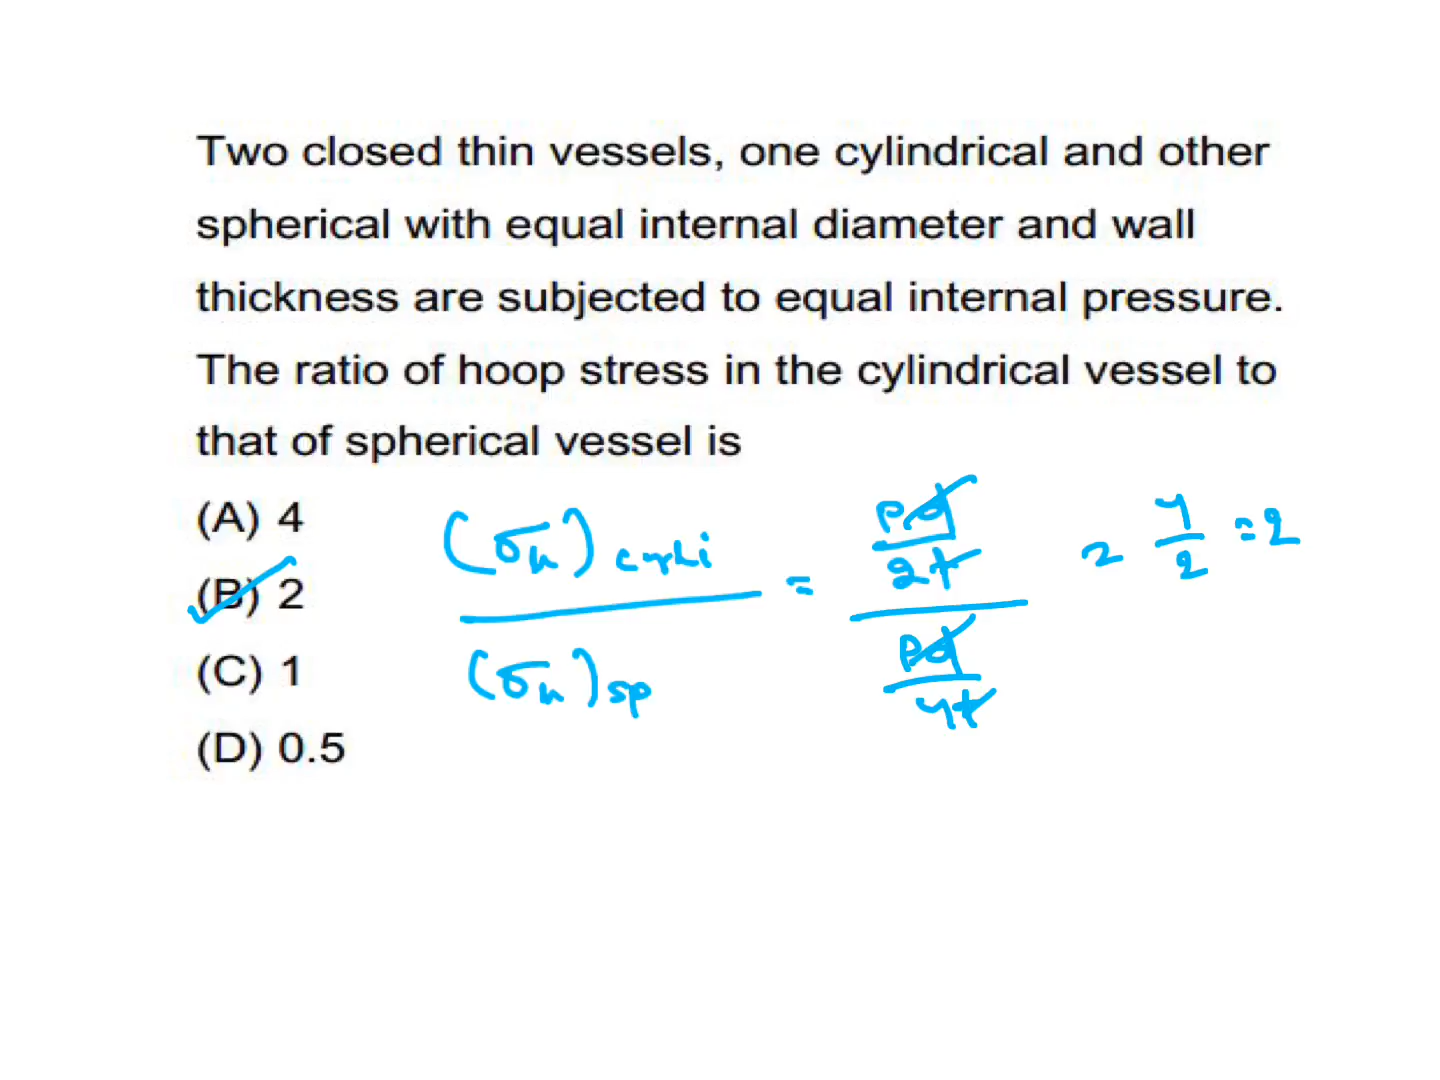 Two closed thin vessels, one cylindrical and other
spherical with equal internal diameter and wall
thickness are subjected to equal internal pressure.
The ratio of hoop stress in the cylindrical vessel to
that of spherical vessel is
(A) 4
(B) 2
(C) 1
(D) 0.5
(σh) cyli / (σh) sp = (Pd / 2t) / (Pd / 4t) = 4 / 2 = 2